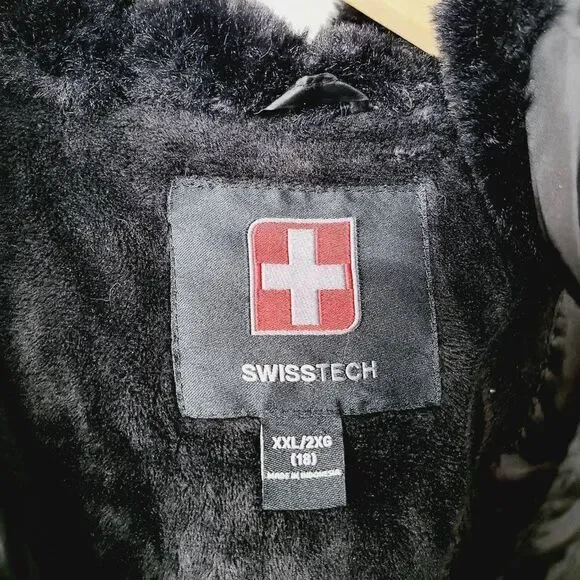 SWISSTECH
XXL/2XG
(18)
MADE IN INDONESIA